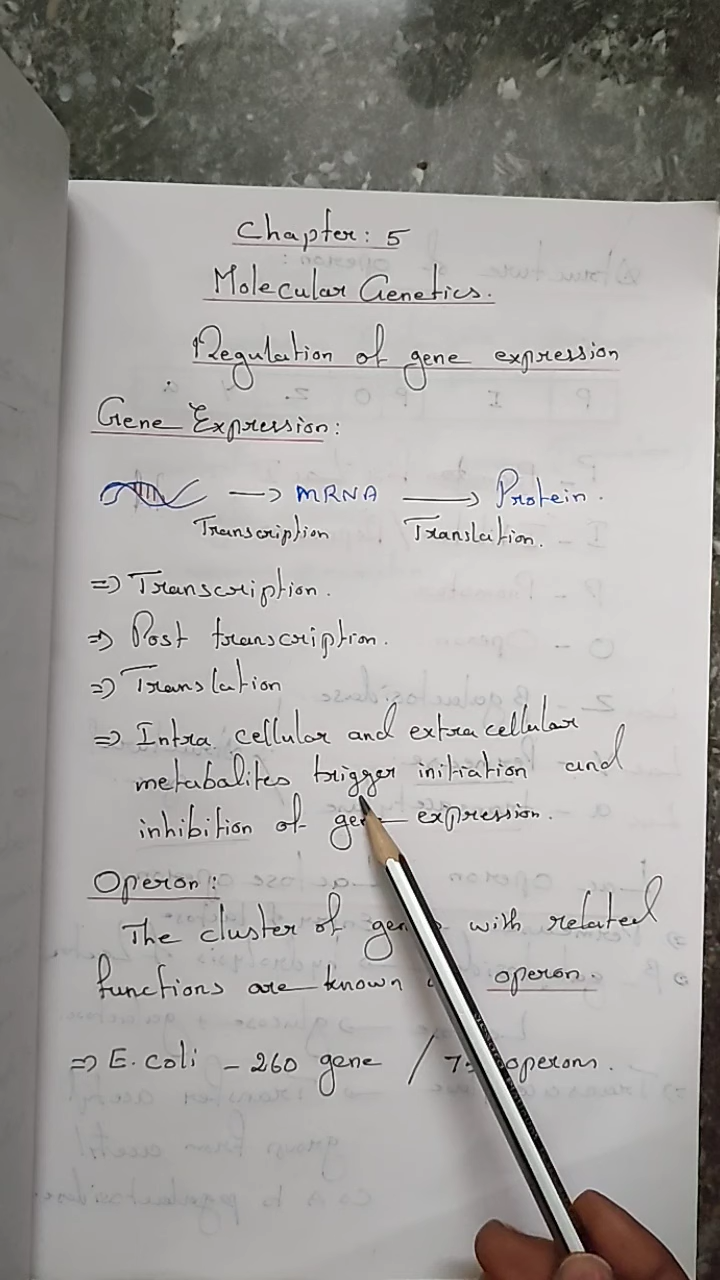 Chapter: 5
Molecular Genetics.
Regulation of gene expression
Gene Expression:
→ mRNA → Protein.
Transcription Translation.
⇒ Transcription.
⇒ Post transcription.
⇒ Translation
⇒ Intra cellular and extra cellular
metabalites trigger initiation and
inhibition of expression.
Operon:
The cluster of with related
functions are known operon.
⇒ E. coli - 260 gene / operons.